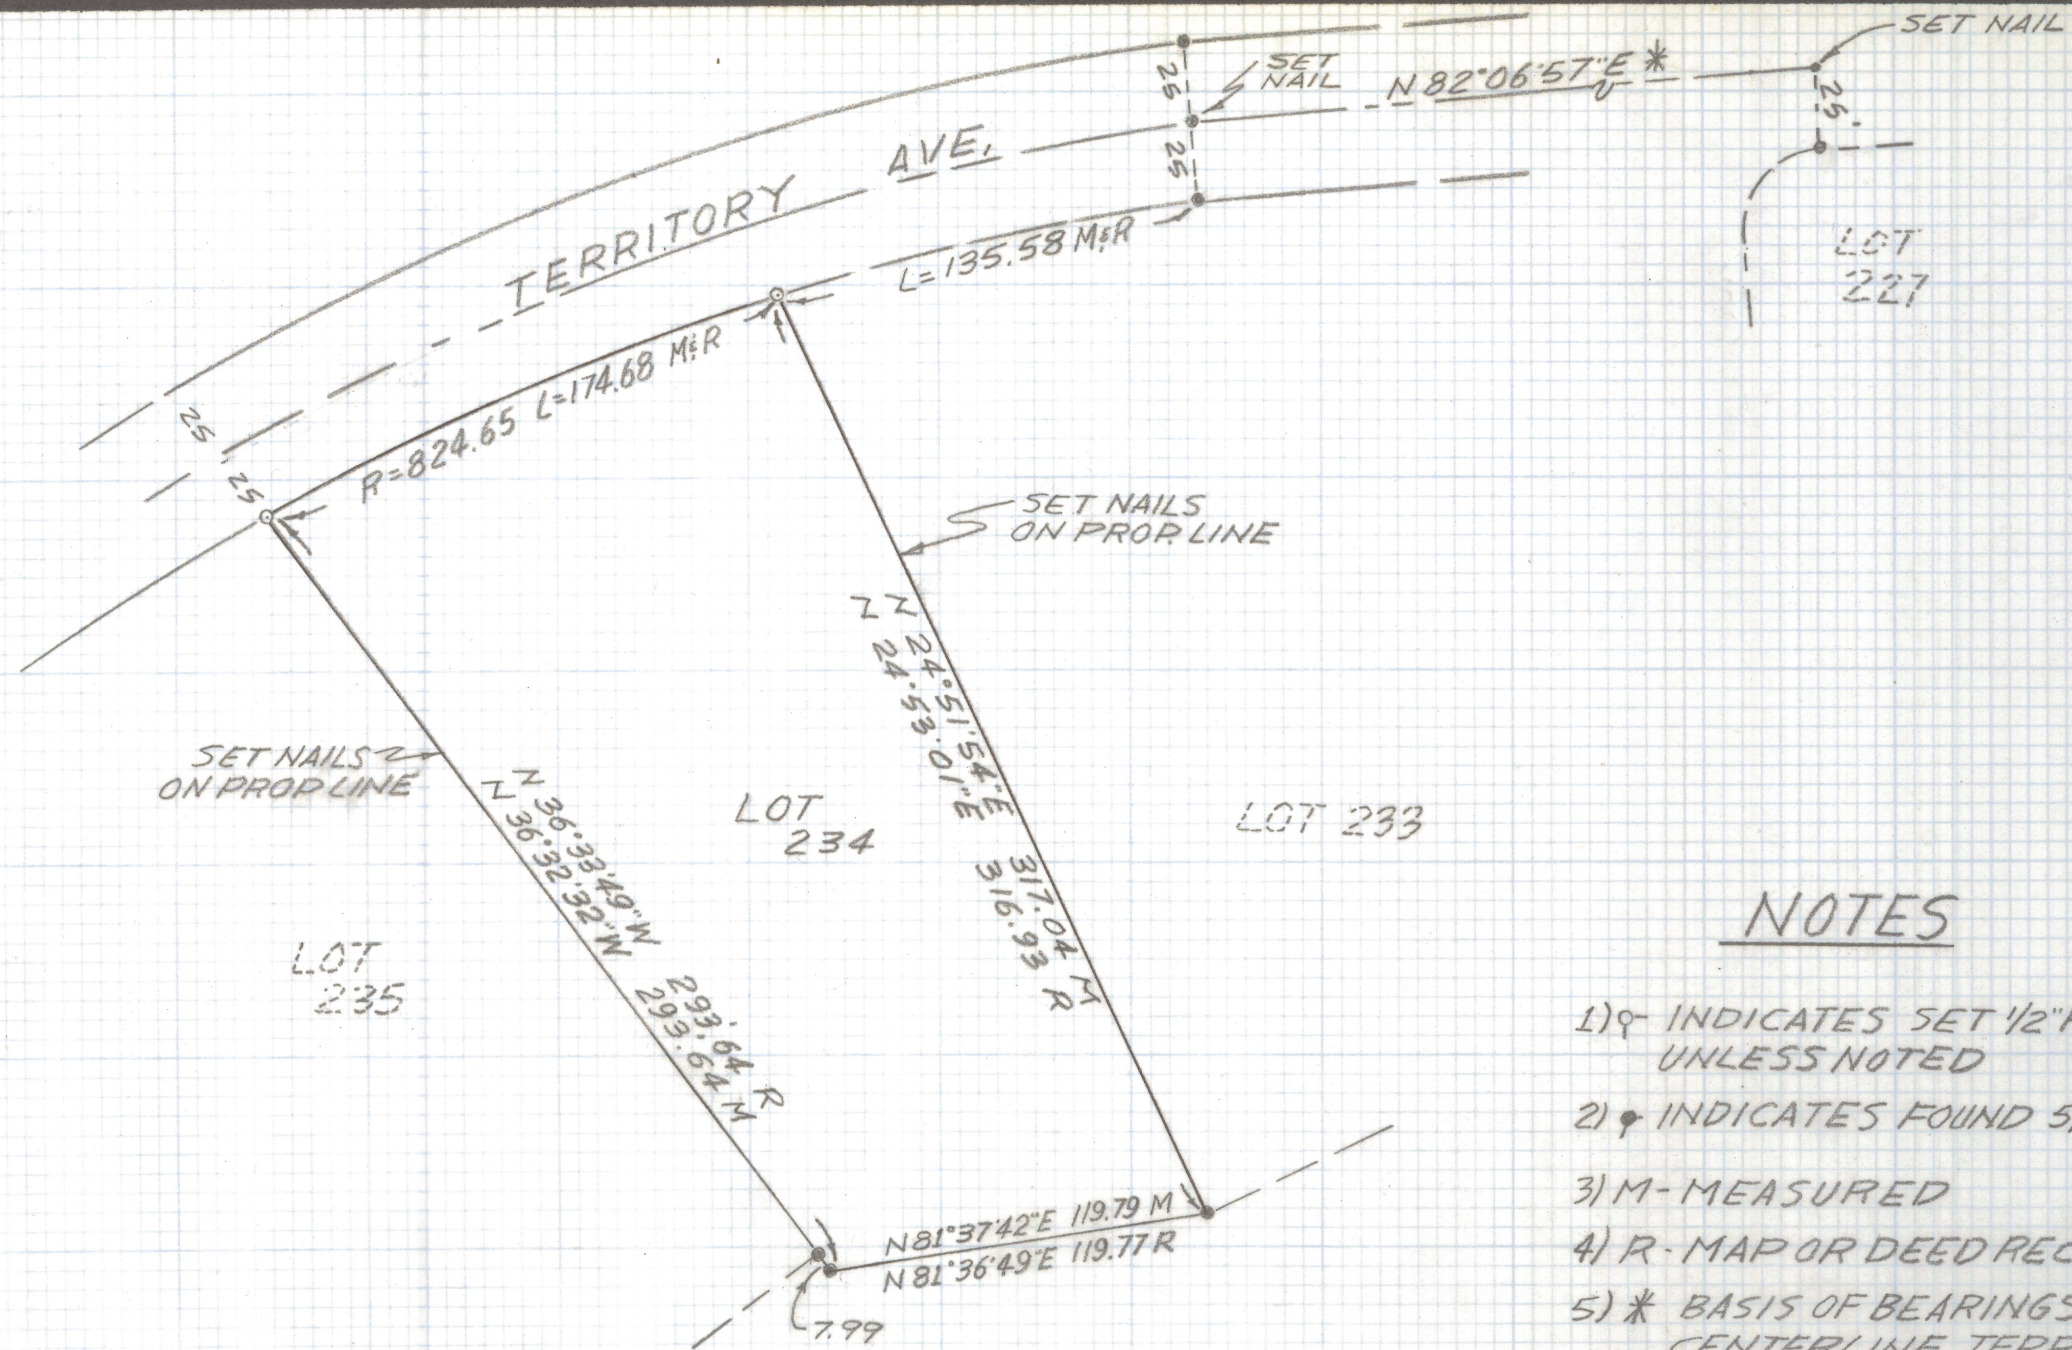 SET NAIL
SET
NAIL
N 82°06'57"E *
25
25
25'
TERRITORY AVE.
L=135.58 M&R
LOT
227
R=824.65 L=174.68 M&R
25'
25
SET NAILS
ON PROP. LINE
N 24°51'54"E 317.04 M
N 24°53'01"E 316.93 R
SET NAILS
ON PROP LINE
N 36°33'49"W 293.64 R
N 36°32'32"W 293.64 M
LOT
234
LOT 233
LOT
235
N 81°37'42"E 119.79 M
N 81°36'49"E 119.77 R
7.99
NOTES
1) INDICATES SET 1/2"
UNLESS NOTED
2) INDICATES FOUND
3) M - MEASURED
4) R - MAP OR DEED REC
5) * BASIS OF BEARINGS